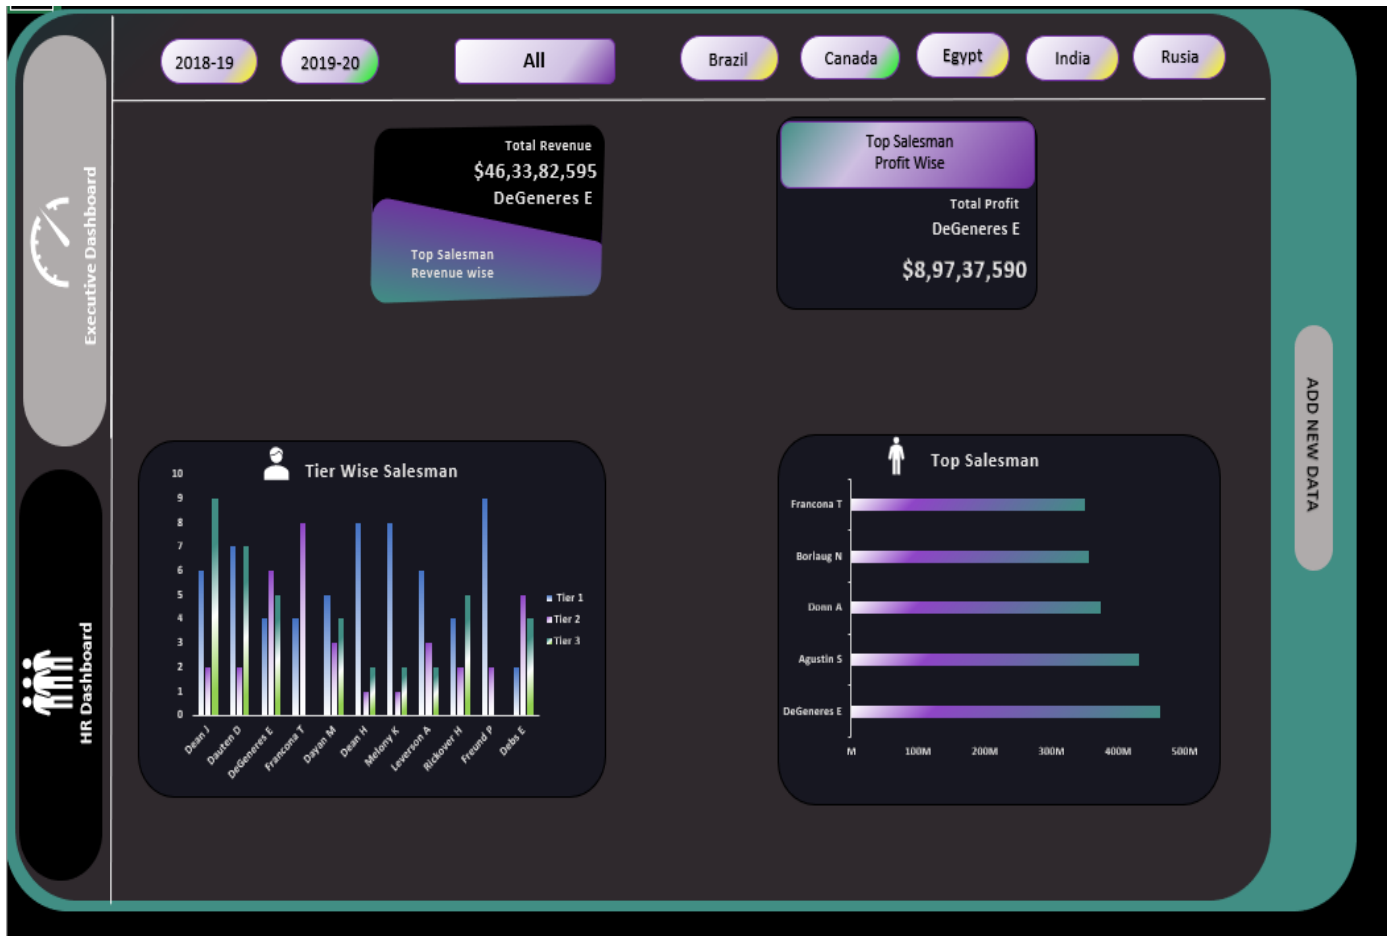 2018-19
2019-20
All
Brazil
Canada
Egypt
India
Rusia
Executive Dashboard
HR Dashboard
Total Revenue
$46,33,82,595
DeGeneres E
Top Salesman
Revenue wise
Top Salesman
Profit Wise
Total Profit
DeGeneres E
$8,97,37,590
ADD NEW DATA
Tier Wise Salesman
10
9
8
7
6
5
4
3
2
1
0
Dean J
Dauten D
DeGeneres E
Francona T
Dayan M
Dean H
Melony K
Leverson A
Rickover H
Freund P
Debs E
Tier 1
Tier 2
Tier 3
Top Salesman
Francona T
Borlaug N
Donn A
Agustin S
DeGeneres E
M
100M
200M
300M
400M
500M